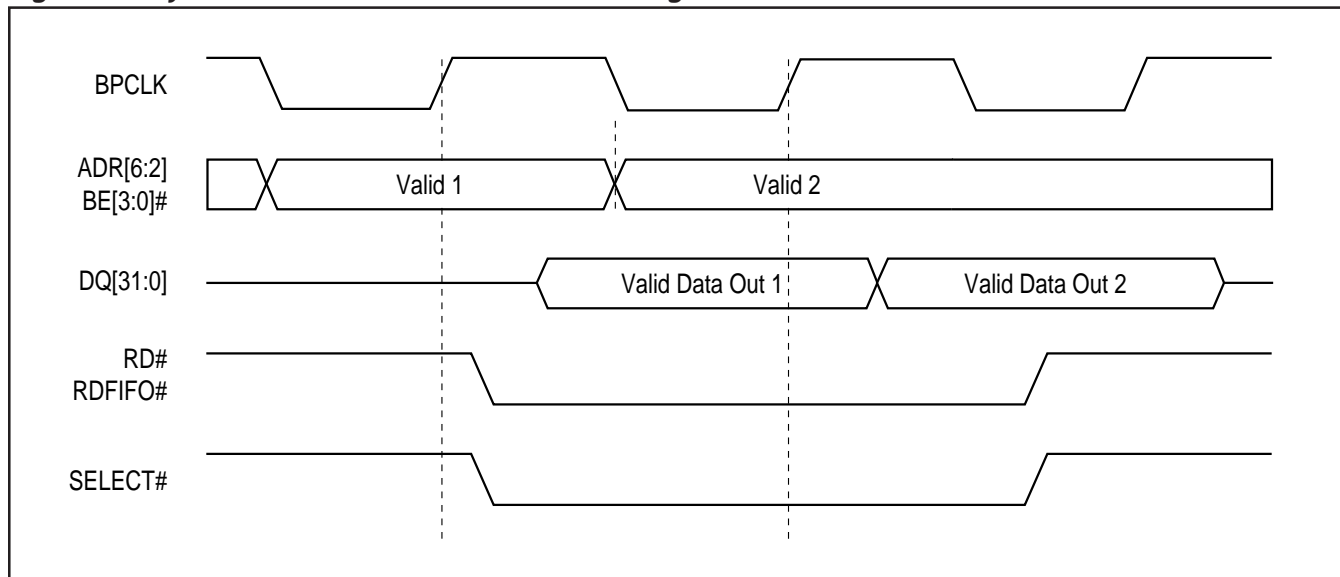 BPCLK
ADR[6:2]
BE[3:0]#
Valid 1
Valid 2
DQ[31:0]
Valid Data Out 1
Valid Data Out 2
RD#
RDFIFO#
SELECT#